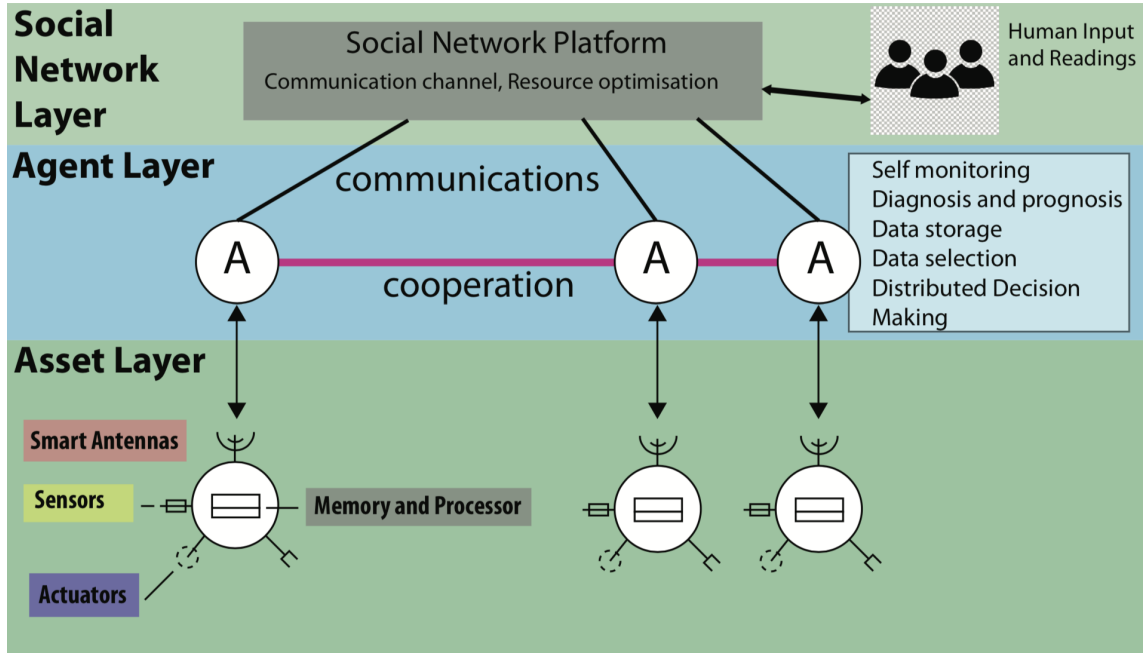 Social
Network
Layer
Social Network Platform
Communication channel, Resource optimisation
Human Input
and Readings
Agent Layer
communications
A
A
A
cooperation
Self monitoring
Diagnosis and prognosis
Data storage
Data selection
Distributed Decision
Making
Asset Layer
Smart Antennas
Sensors
Memory and Processor
Actuators